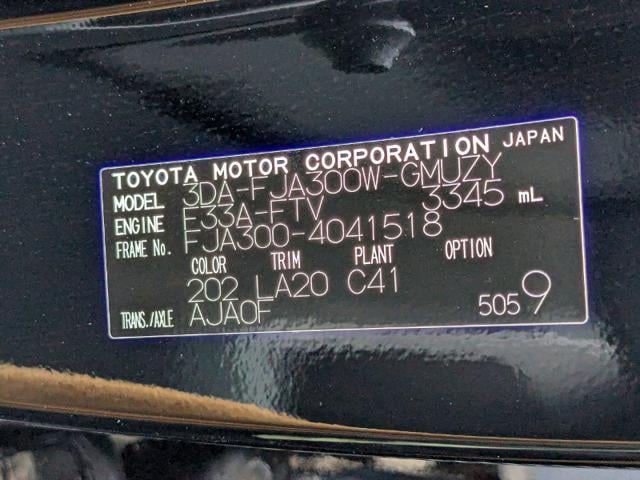 TOYOTA MOTOR CORPORATION JAPAN
MODEL 3DA-FJA300W-GMUZY
ENGINE F33A-FTV 3345 mL
FRAME No. FJA300-4041518
COLOR TRIM PLANT OPTION
202 LA20 C41
TRANS./AXLE AJA0F 5059